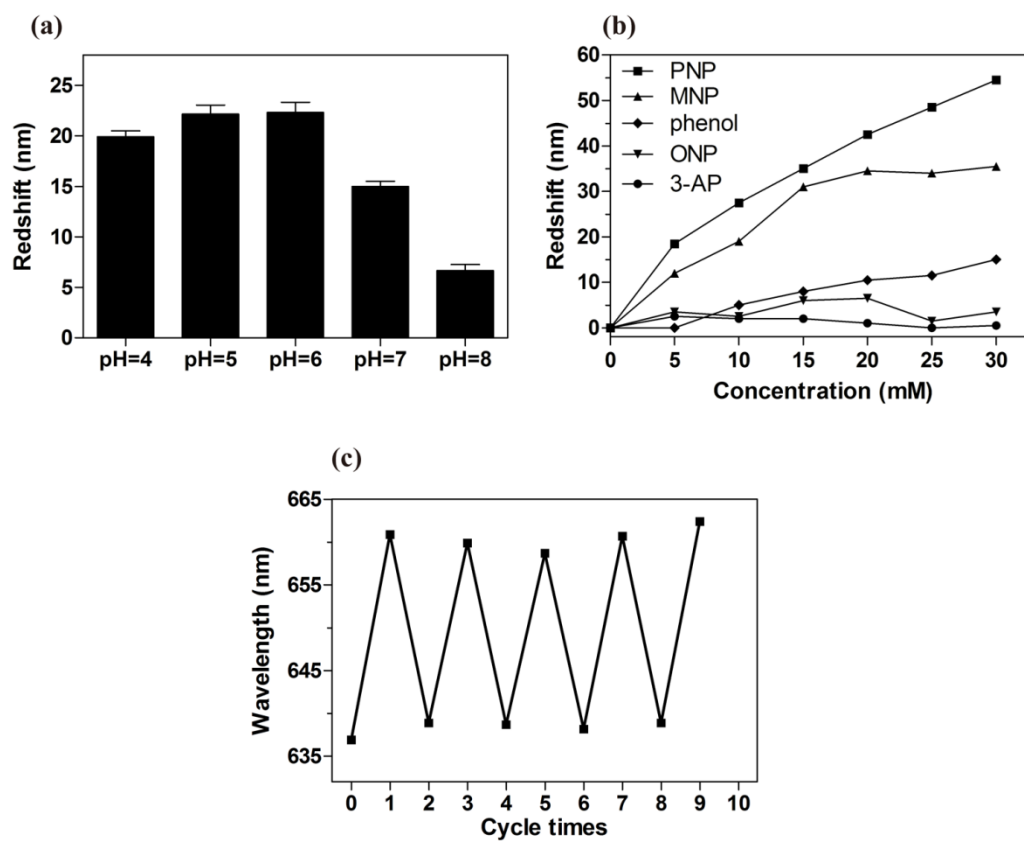 (a)
Redshift (nm)
25
20
15
10
5
0
pH=4 pH=5 pH=6 pH=7 pH=8
(b)
Redshift (nm)
60
50
40
30
20
10
0
PNP
MNP
phenol
ONP
3-AP
0 5 10 15 20 25 30
Concentration (mM)
(c)
Wavelength (nm)
665
655
645
635
0 1 2 3 4 5 6 7 8 9 10
Cycle times